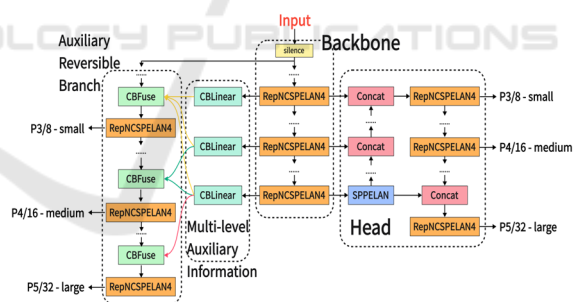 OLOGY PUBLICATIONS
Input
Auxiliary
Reversible
Branch
silence
Backbone
......
......
CBFuse
CBLinear
RepNCSPELAN4
Concat
RepNCSPELAN4
P3/8 - small
P3/8 - small
RepNCSPELAN4
......
......
......
......
CBLinear
RepNCSPELAN4
Concat
RepNCSPELAN4
P4/16 - medium
CBFuse
......
......
......
CBLinear
RepNCSPELAN4
SPPELAN
Concat
P4/16 - medium
RepNCSPELAN4
......
Multi-level
Auxiliary
Information
Head
RepNCSPELAN4
P5/32 - large
CBFuse
P5/32 - large
RepNCSPELAN4